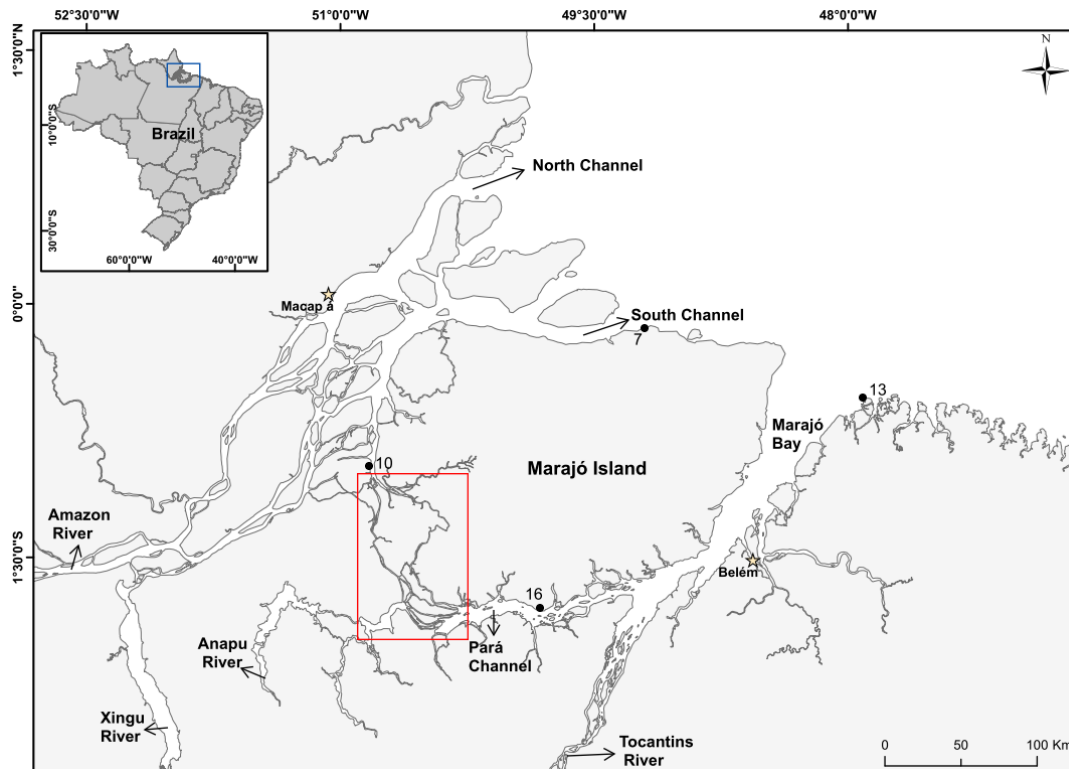 52°30'0"W
51°0'0"W
49°30'0"W
48°0'0"W
1°30'0"N
0°0'0"
1°30'0"S
N
10°0'0"S
30°0'0"S
Brazil
60°0'0"W
40°0'0"W
North Channel
Macap á
South Channel
7
13
Marajó
Bay
10
Marajó Island
Amazon
River
Belém
16
Anapu
River
Pará
Channel
Xingu
River
Tocantins
River
0
50
100 Km